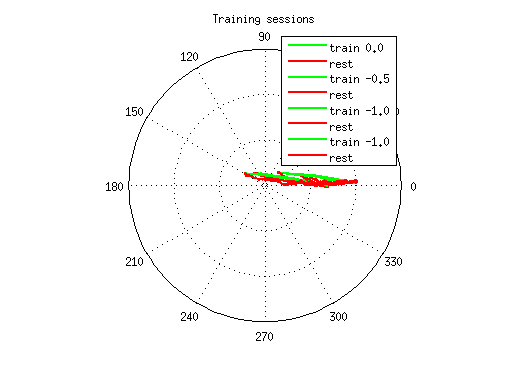 Training sessions
90
120
150
180
210
240
270
300
330
0
train 0.0
rest
train -0.5
rest
train -1.0
rest
train -1.0
rest